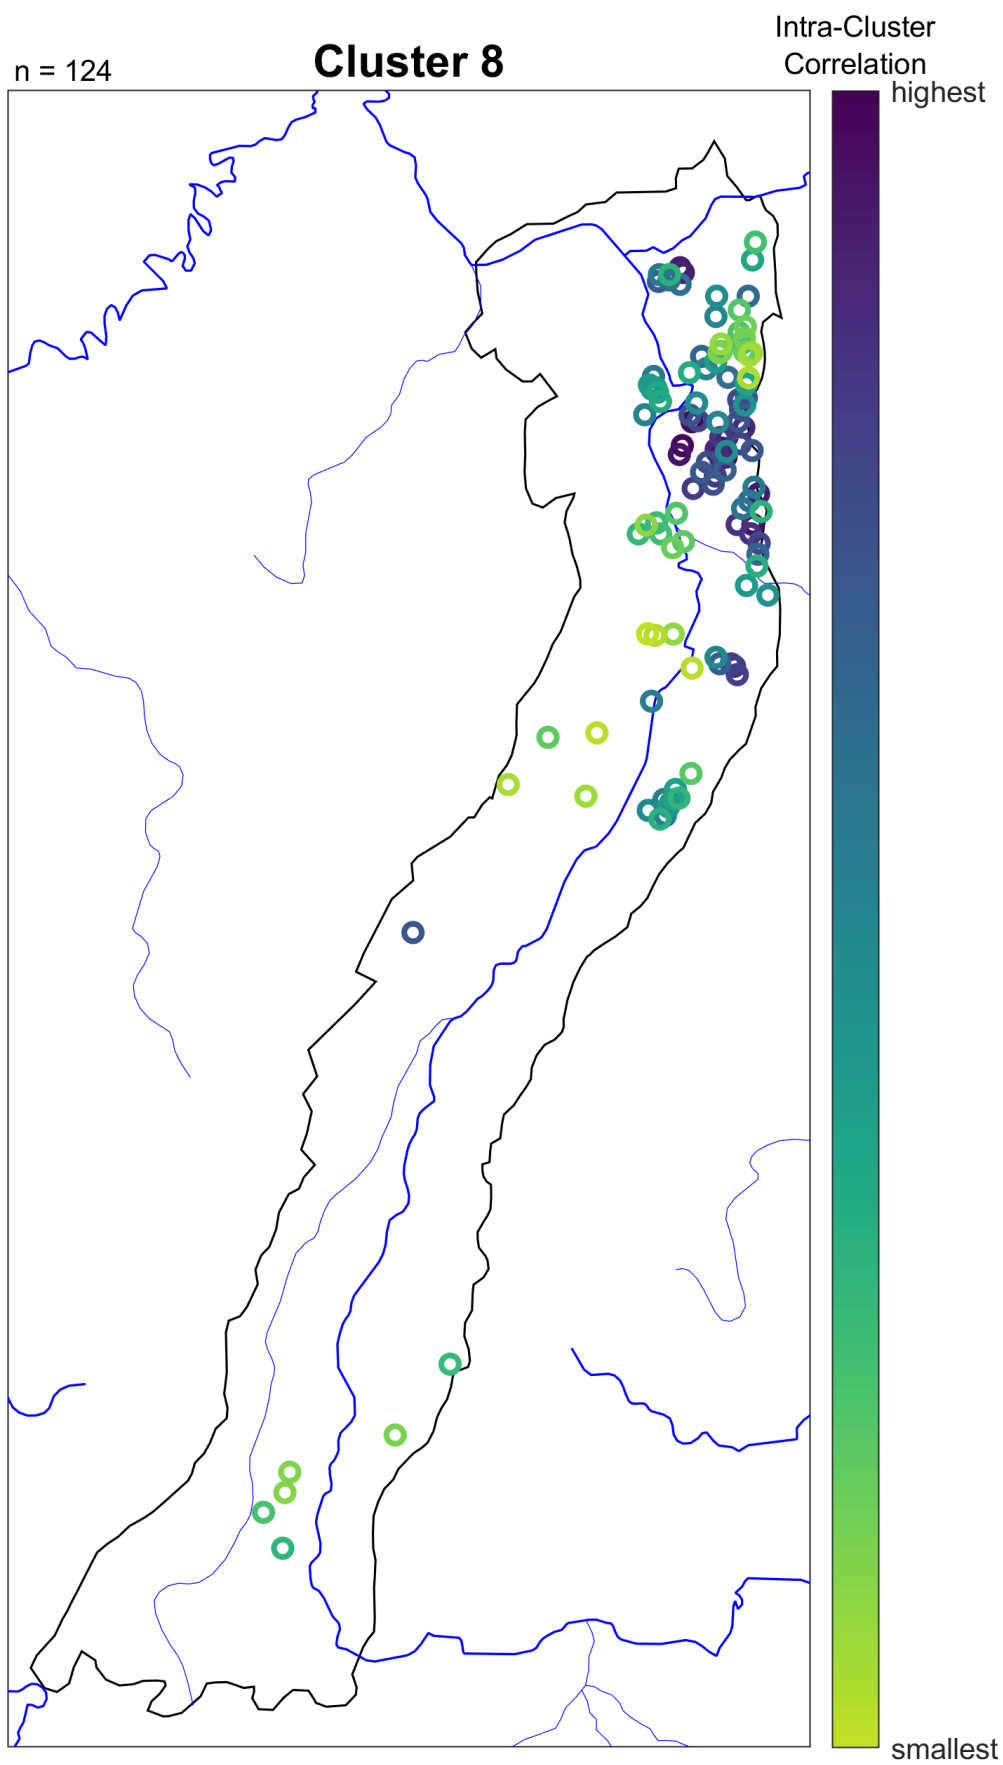 Intra-Cluster
Correlation
n = 124
Cluster 8
highest
smallest